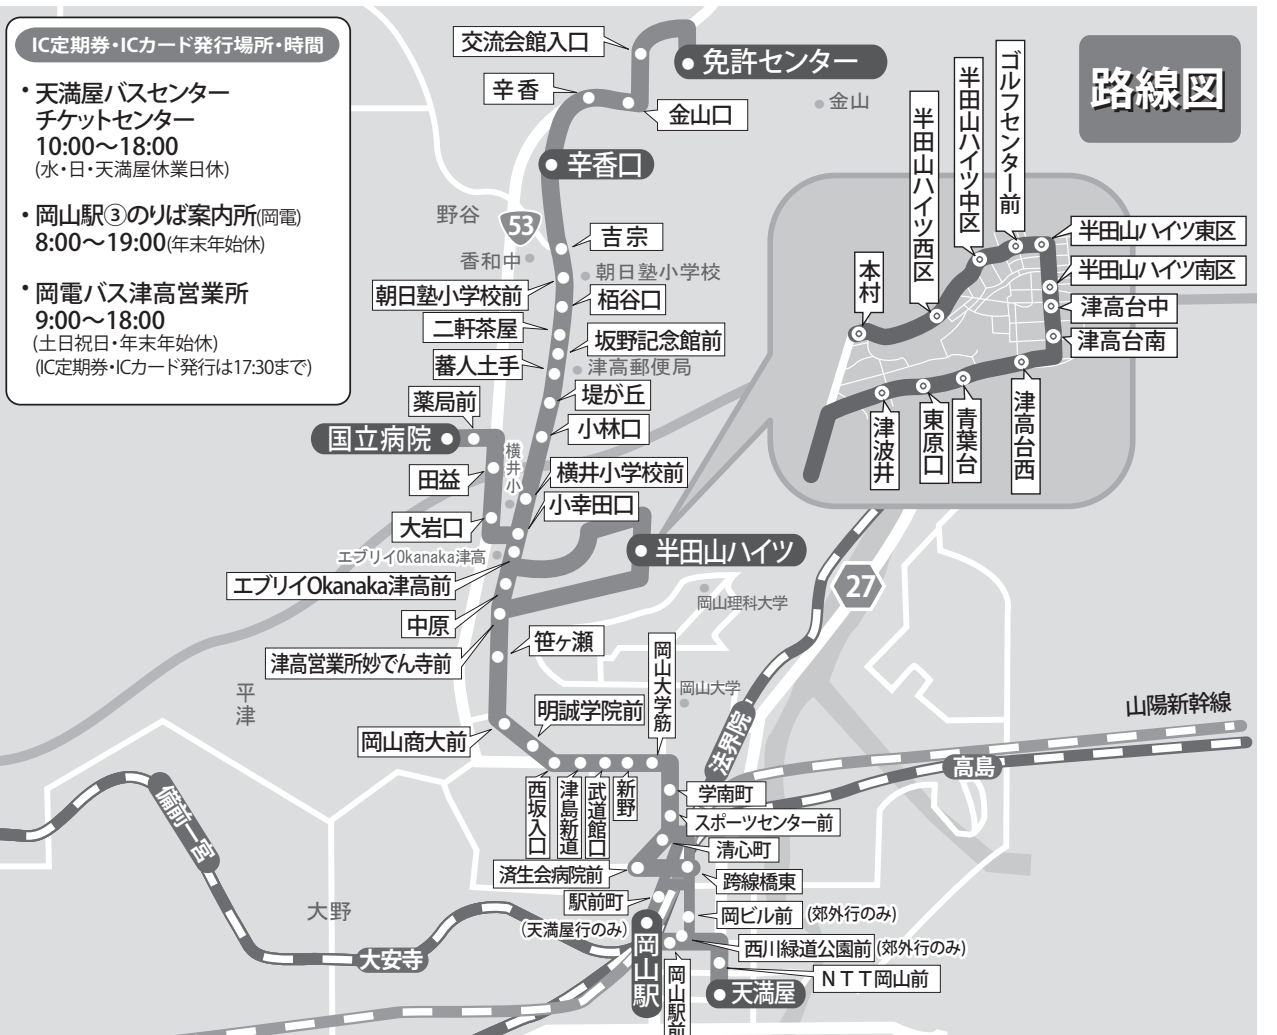 IC定期券・ICカード発行場所・時間
・天満屋バスセンター
チケットセンター
10:00〜18:00
(水・日・天満屋休業日休)
・岡山駅③のりば案内所(岡電)
8:00〜19:00(年末年始休)
・岡電バス津高営業所
9:00〜18:00
(土日祝日・年末年始休)
(IC定期券・ICカード発行は17:30まで)
路線図
交流会館入口
免許センター
辛香
金山口
金山
辛香口
野谷
53
吉宗
香和中
朝日塾小学校
朝日塾小学校前
栢谷口
二軒茶屋
坂野記念館前
蕃人土手
津高郵便局
薬局前
堤が丘
国立病院
小林口
横井小
田益
横井小学校前
小幸田口
大岩口
エブリイOkanaka津高
半田山ハイツ
エブリイOkanaka津高前
27
岡山理科大学
中原
笹ヶ瀬
津高営業所妙でん寺前
岡山大学筋
岡山大学
平津
明誠学院前
岡山商大前
法界院
山陽新幹線
高島
西坂入口
津島新道
武道館口
新野
学南町
スポーツセンター前
清心町
備前一宮
済生会病院前
跨線橋東
駅前町
(天満屋行のみ)
岡ビル前(郊外行のみ)
大野
大安寺
岡山駅
西川緑道公園前(郊外行のみ)
岡山駅前
NTT岡山前
天満屋
本村
半田山ハイツ西区
半田山ハイツ中区
ゴルフセンター前
半田山ハイツ東区
半田山ハイツ南区
津高台中
津高台南
津高台西
青葉台
東原口
津波井